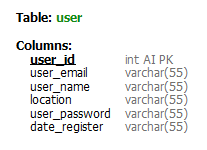 Table: user
Columns:
user_id int AI PK
user_email varchar(55)
user_name varchar(55)
location varchar(55)
user_password varchar(55)
date_register varchar(55)